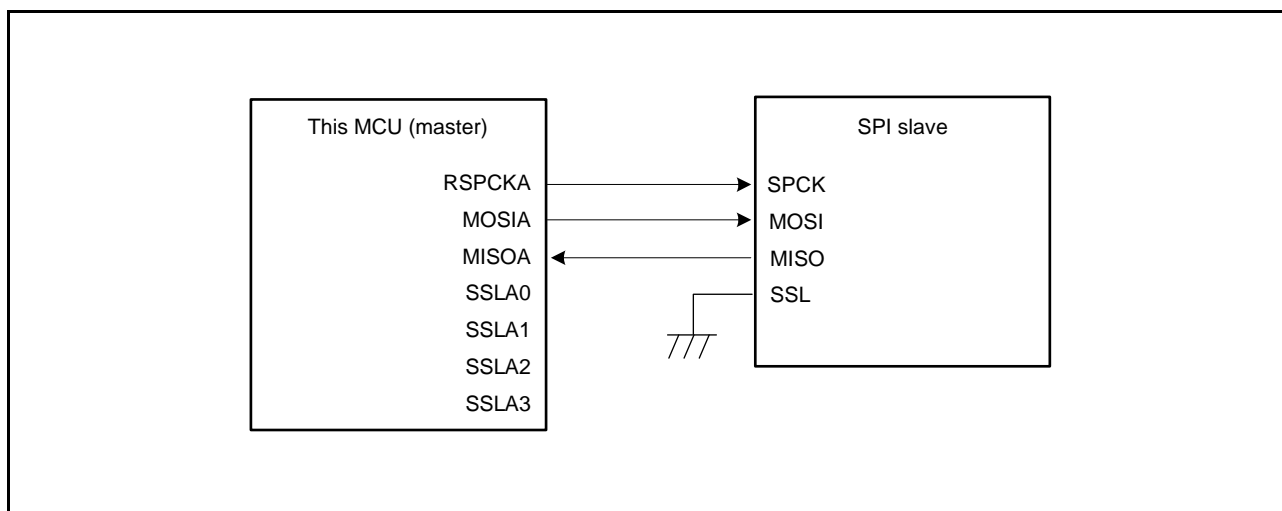 This MCU (master)
SPI slave
RSPCKA
SPCK
MOSIA
MOSI
MISOA
MISO
SSLA0
SSL
SSLA1
SSLA2
SSLA3